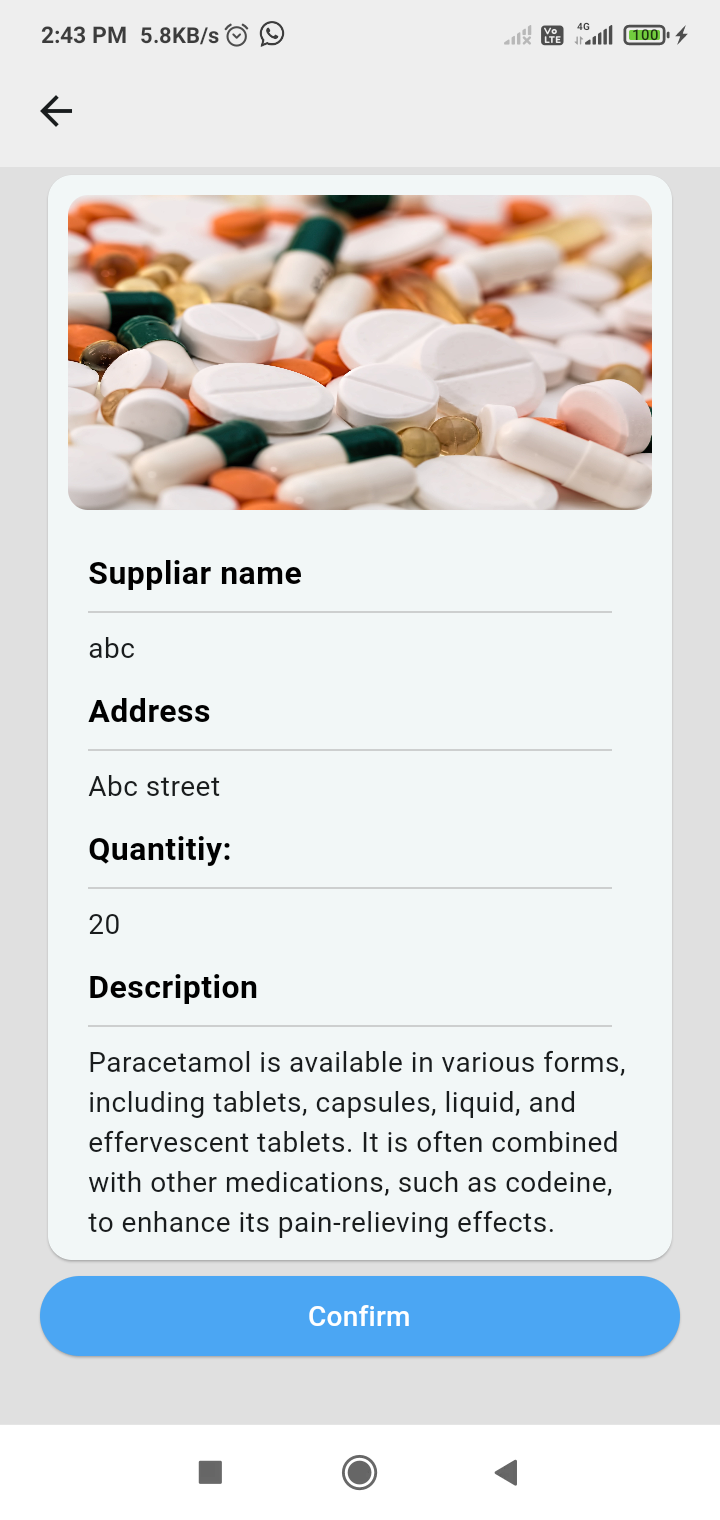 2:43 PM 5.8KB/s Vo LTE 4G 100
Suppliar name
abc
Address
Abc street
Quantitiy:
20
Description
Paracetamol is available in various forms,
including tablets, capsules, liquid, and
effervescent tablets. It is often combined
with other medications, such as codeine,
to enhance its pain-relieving effects.
Confirm